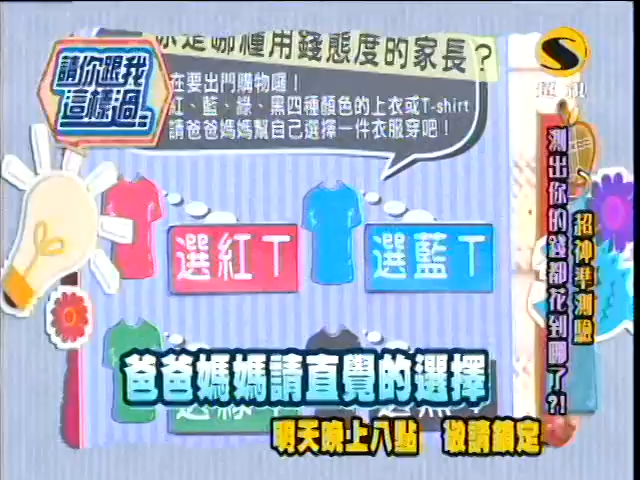 你是哪種用錢態度的家長？
請你跟我
這樣過
在要出門購物囉！
紅、藍、綠、黑四種顏色的上衣或T-shirt
請爸爸媽媽幫自己選擇一件衣服穿吧！
選紅T
選藍T
超神準測驗
測出你的錢都花到哪了?!
爸爸媽媽請直覺的選擇
明天晚上八點 敬請鎖定